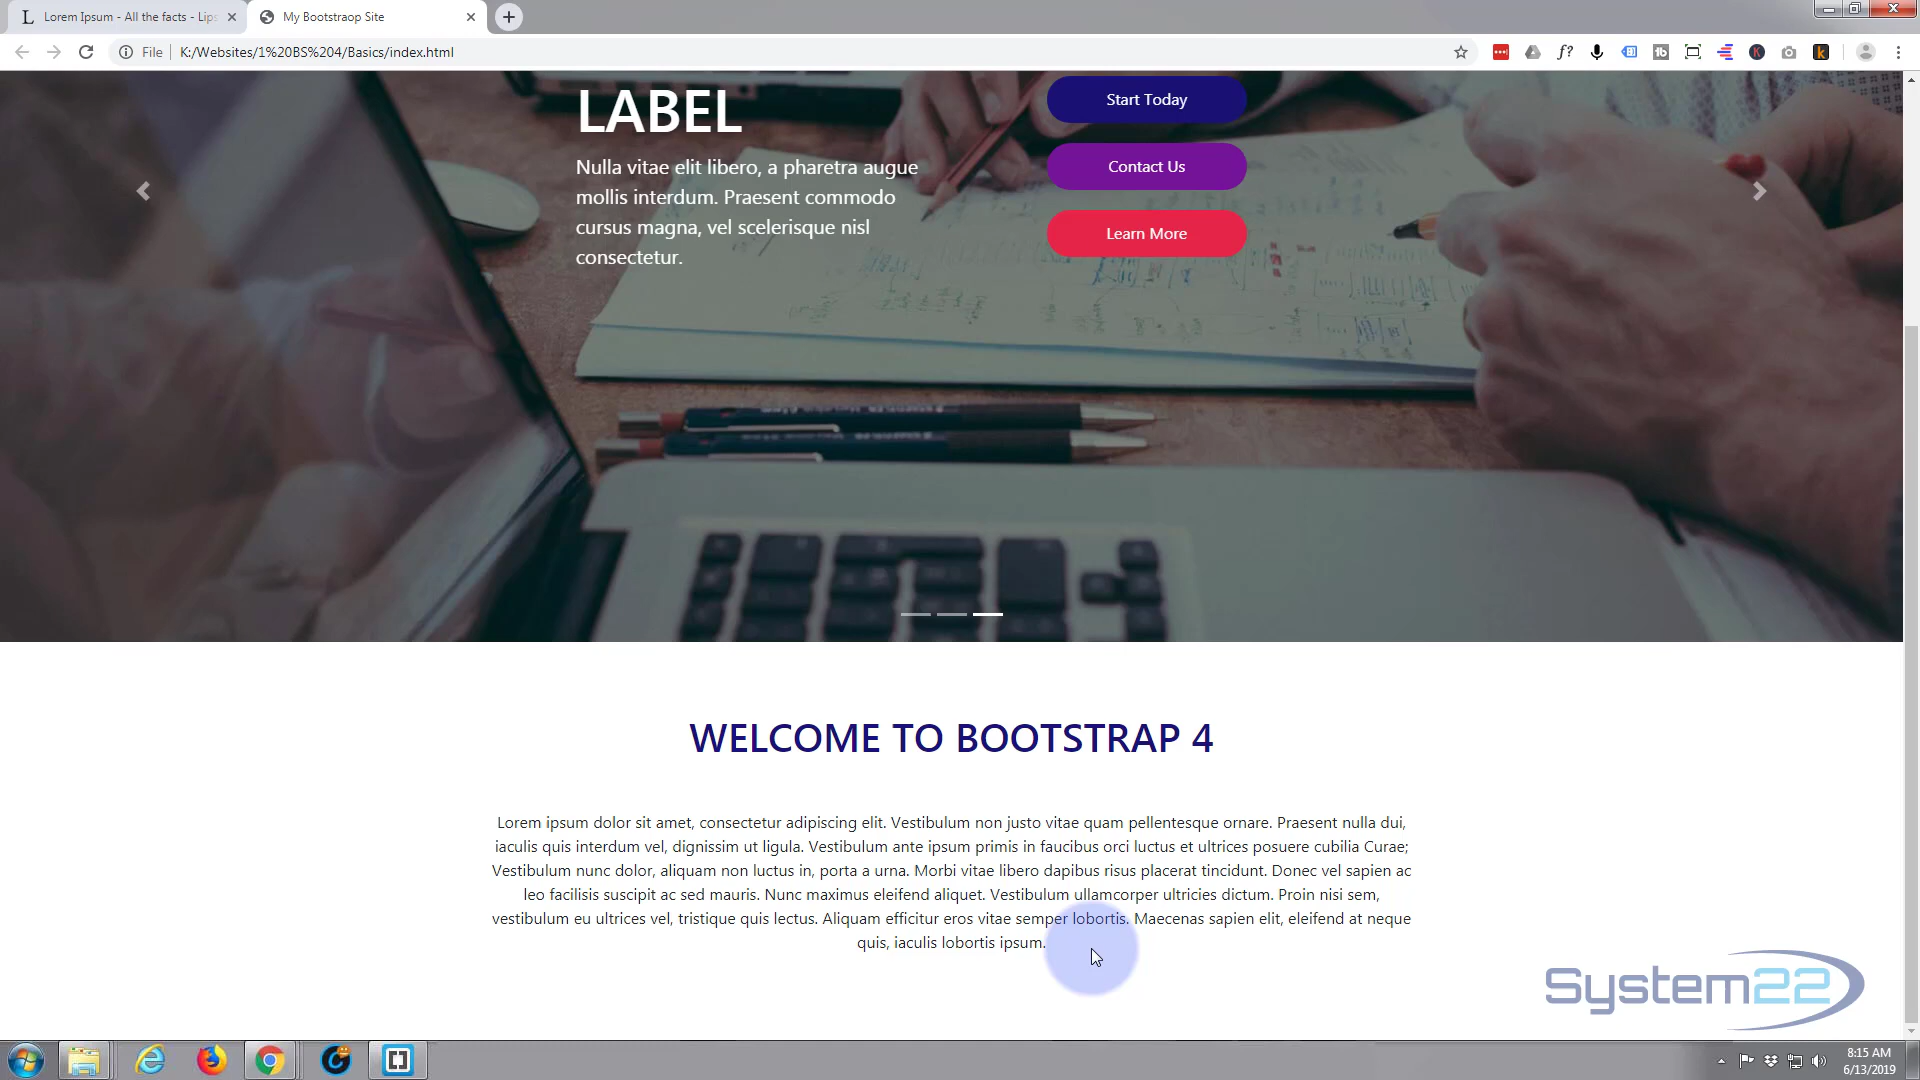 Lorem Ipsum - All the facts - Lips
My Bootstraop Site
File
K:/Websites/1%20BS%204/Basics/index.html
LABEL
Nulla vitae elit libero, a pharetra augue
mollis interdum. Praesent commodo
cursus magna, vel scelerisque nisl
consectetur.
Start Today
Contact Us
Learn More
WELCOME TO BOOTSTRAP 4
Lorem ipsum dolor sit amet, consectetur adipiscing elit. Vestibulum non justo vitae quam pellentesque ornare. Praesent nulla dui,
iaculis quis interdum vel, dignissim ut ligula. Vestibulum ante ipsum primis in faucibus orci luctus et ultrices posuere cubilia Curae;
Vestibulum nunc dolor, aliquam non luctus in, porta a urna. Morbi vitae libero dapibus risus placerat tincidunt. Donec vel sapien ac
leo facilisis suscipit ac sed mauris. Nunc maximus eleifend aliquet. Vestibulum ullamcorper ultricies dictum. Proin nisi sem,
vestibulum eu ultrices vel, tristique quis lectus. Aliquam efficitur eros vitae semper lobortis. Maecenas sapien elit, eleifend at neque
quis, iaculis lobortis ipsum.
System22
8:15 AM
6/13/2019